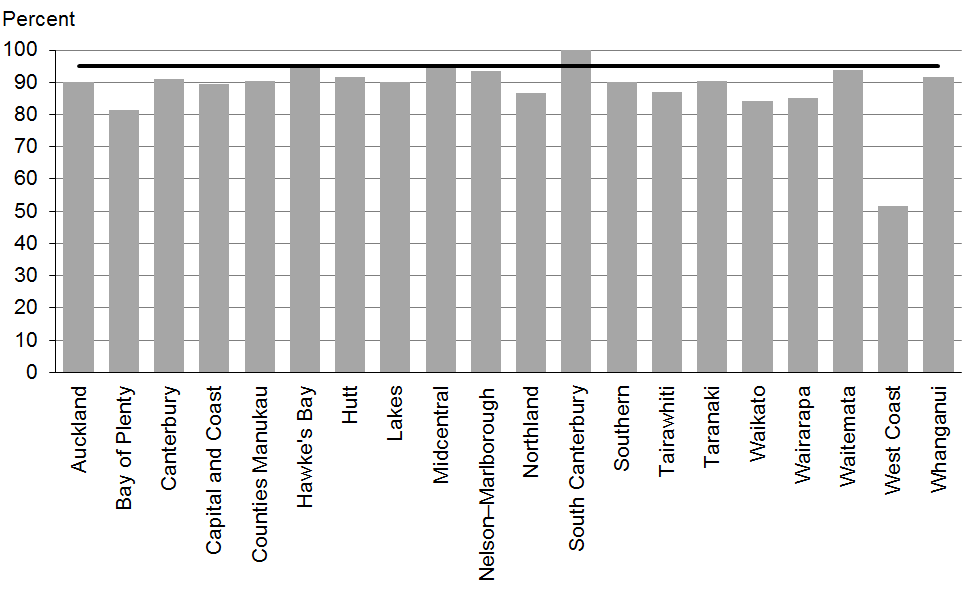 Percent
100
90
80
70
60
50
40
30
20
10
0
Auckland
Bay of Plenty
Canterbury
Capital and Coast
Counties Manukau
Hawke's Bay
Hutt
Lakes
Midcentral
Nelson–Marlborough
Northland
South Canterbury
Southern
Tairawhiti
Taranaki
Waikato
Wairarapa
Waitemata
West Coast
Whanganui